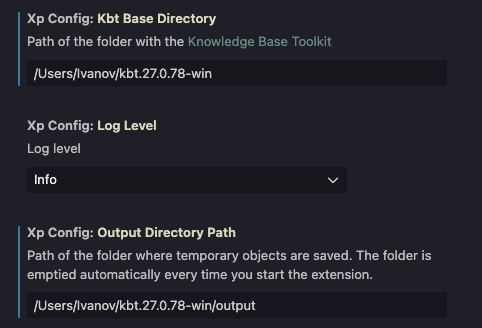 Xp Config: Kbt Base Directory
Path of the folder with the Knowledge Base Toolkit
/Users/Ivanov/kbt.27.0.78-win
Xp Config: Log Level
Log level
Info
Xp Config: Output Directory Path
Path of the folder where temporary objects are saved. The folder is
emptied automatically every time you start the extension.
/Users/Ivanov/kbt.27.0.78-win/output